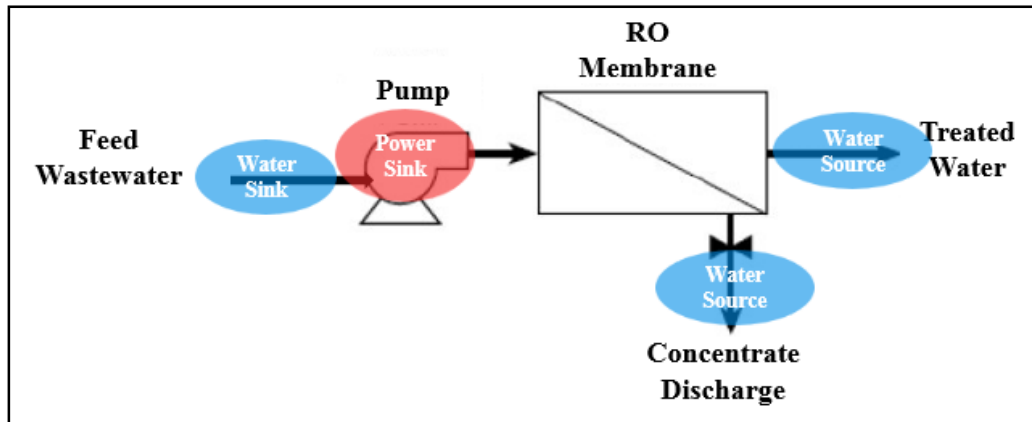 RO
Membrane
Pump
Feed
Wastewater
Water
Sink
Power
Sink
Water
Source
Treated
Water
Water
Source
Concentrate
Discharge